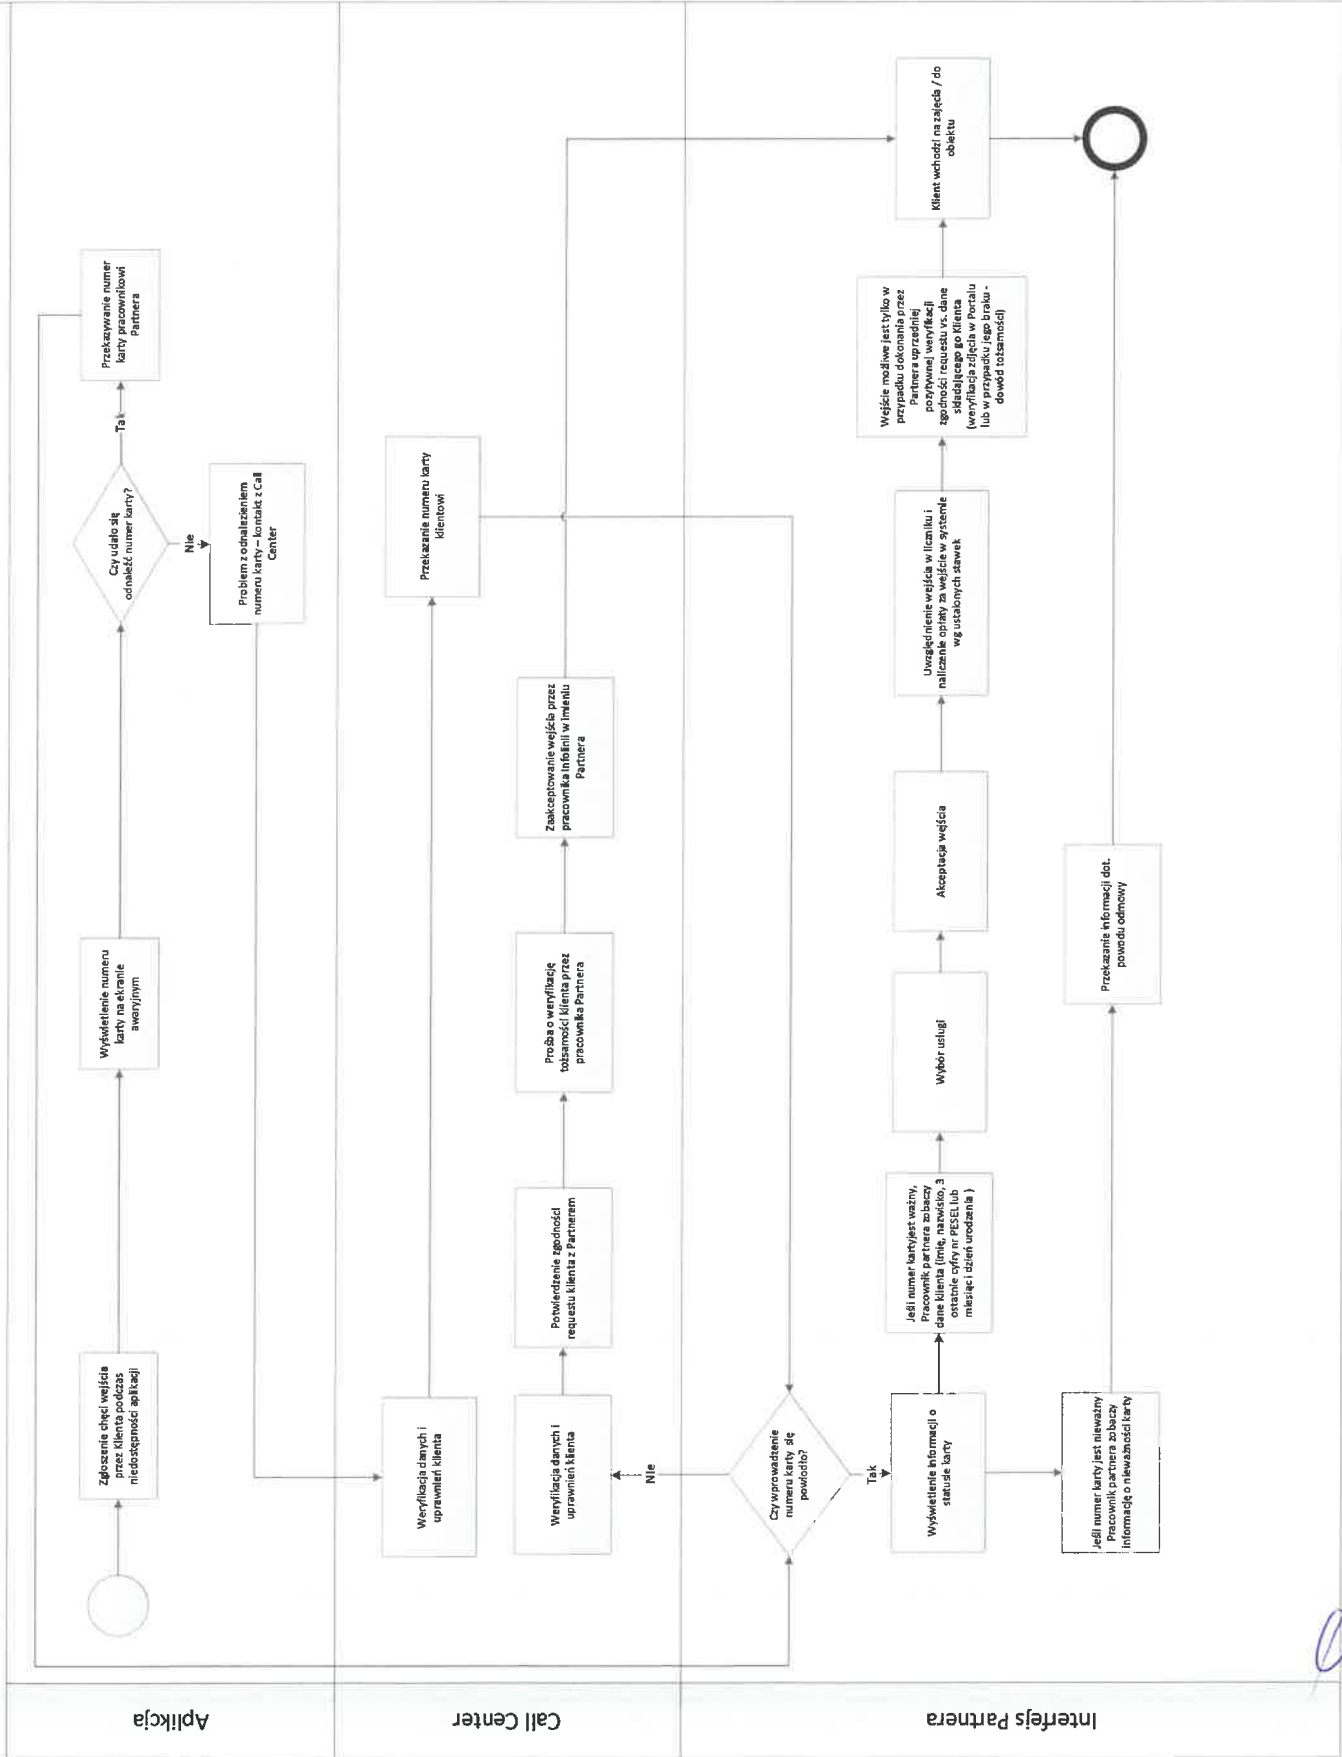 Aplikcja
Zgłoszenie chęci wejścia
przez Klienta podczas
niedostępności aplikacji
Wyświetlenie numeru
karty na ekranie
awaryjnym
Czy udało się
odnaleźć numer karty?
Tak
Przekazywanie numer
karty pracownikowi
Partnera
Nie
Problem z odnalezieniem
numeru karty – kontakt z Call
Center
Call Center
Weryfikacja danych i
uprawnień klienta
Przekazanie numeru karty
klientowi
Weryfikacja danych i
uprawnień klienta
Potwierdzenie zgodności
requestu klienta z Partnerem
Prośba o weryfikację
tożsamości klienta przez
pracownika Partnera
Zaakceptowanie wejścia przez
pracownika Infolinii w imieniu
Partnera
Nie
Interfejs Partnera
Czy wprowadzenie
numeru karty się
powiodło?
Tak
Wyświetlenie informacji o
statusie karty
Jeśli numer karty jest ważny,
Pracownik partnera zobaczy
dane klienta (imię, nazwisko, 3
ostatnie cyfry nr PESEL lub
miesiąc i dzień urodzenia )
Wybór usługi
Akceptacja wejścia
Uwzględnienie wejścia w liczniku i
naliczenie opłaty za wejście w systemie
wg ustalonych stawek
Wejście możliwe jest tylko w
przypadku dokonania przez
Partnera uprzedniej
pozytywnej weryfikacji
zgodności requestu vs. dane
składającego go Klienta
(weryfikacja zdjęcia w Portalu
lub w przypadku jego braku -
dowód tożsamości)
Klient wchodzi na zajęcia / do
obiektu
Jeśli numer karty jest nieważny
Pracownik partnera zobaczy
informację o nieważności karty
Przekazanie informacji dot.
powodu odmowy